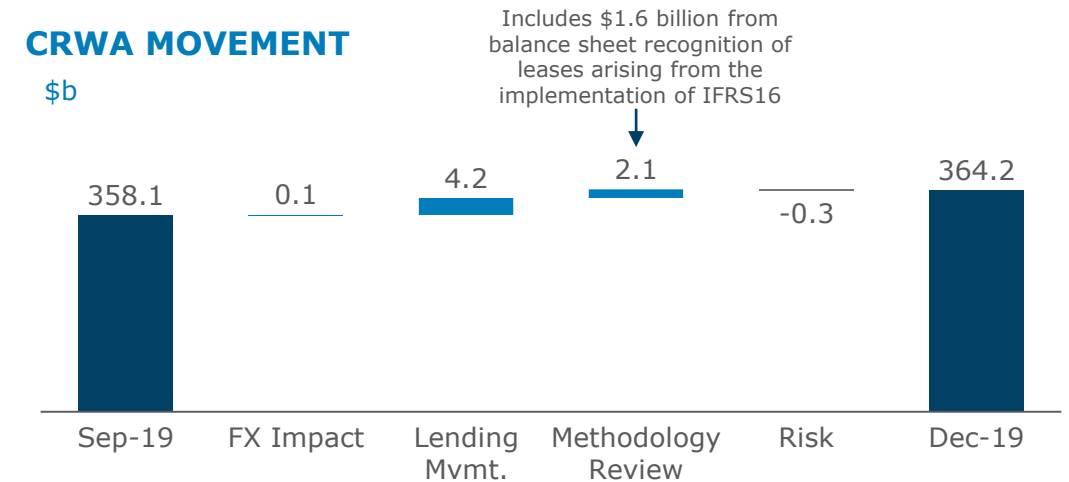 CRWA MOVEMENT
$b
Includes $1.6 billion from
balance sheet recognition of
leases arising from the
implementation of IFRS16
358.1
0.1
4.2
2.1
-0.3
364.2
Sep-19
FX Impact
Lending
Mvmt.
Methodology
Review
Risk
Dec-19